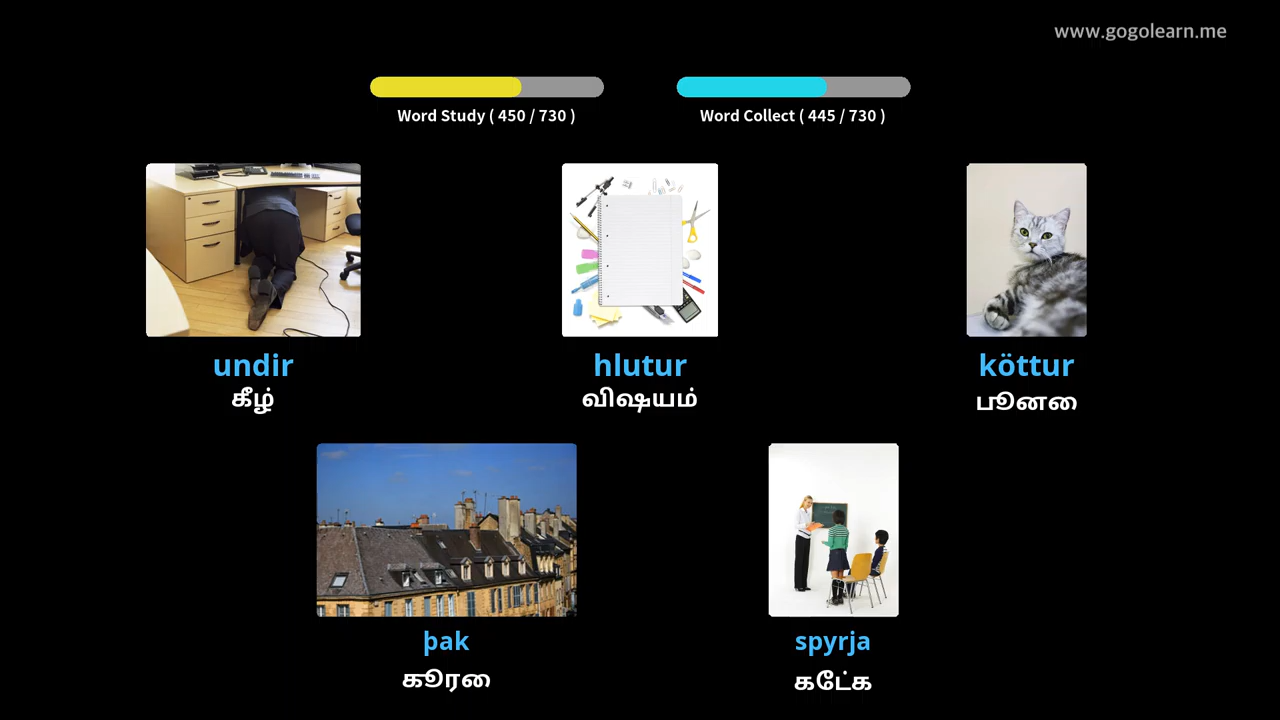 www.gogolearn.me
Word Study ( 450 / 730 )
Word Collect ( 445 / 730 )
undir
கீழ்
hlutur
விஷயம்
köttur
பூனை
þak
கூரை
spyrja
கேட்க